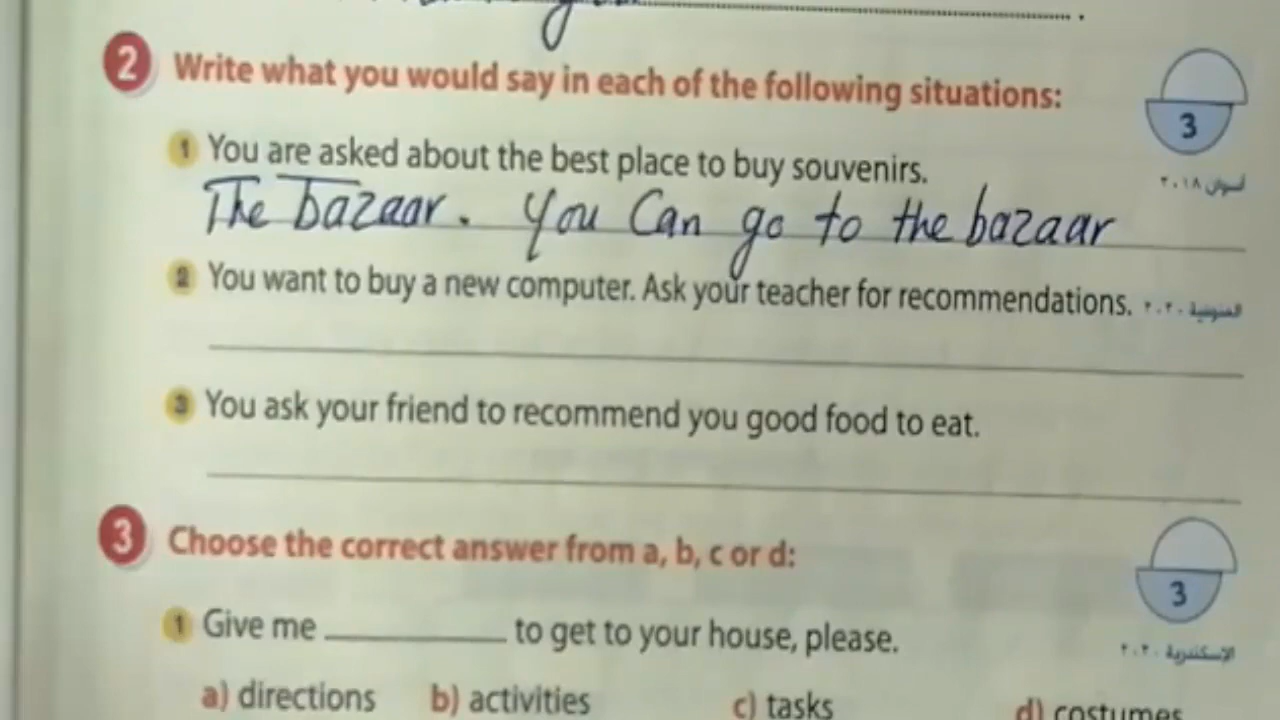 2 Write what you would say in each of the following situations:
3
1 You are asked about the best place to buy souvenirs.
أسوان ٢٠١٨
The bazaar. You Can go to the bazaar
2 You want to buy a new computer. Ask your teacher for recommendations. المنوفية ٢٠٢٠
3 You ask your friend to recommend you good food to eat.
3 Choose the correct answer from a, b, c or d:
3
1 Give me ________ to get to your house, please.
الإسكندرية ٢٠٢٠
a) directions b) activities c) tasks d) costumes